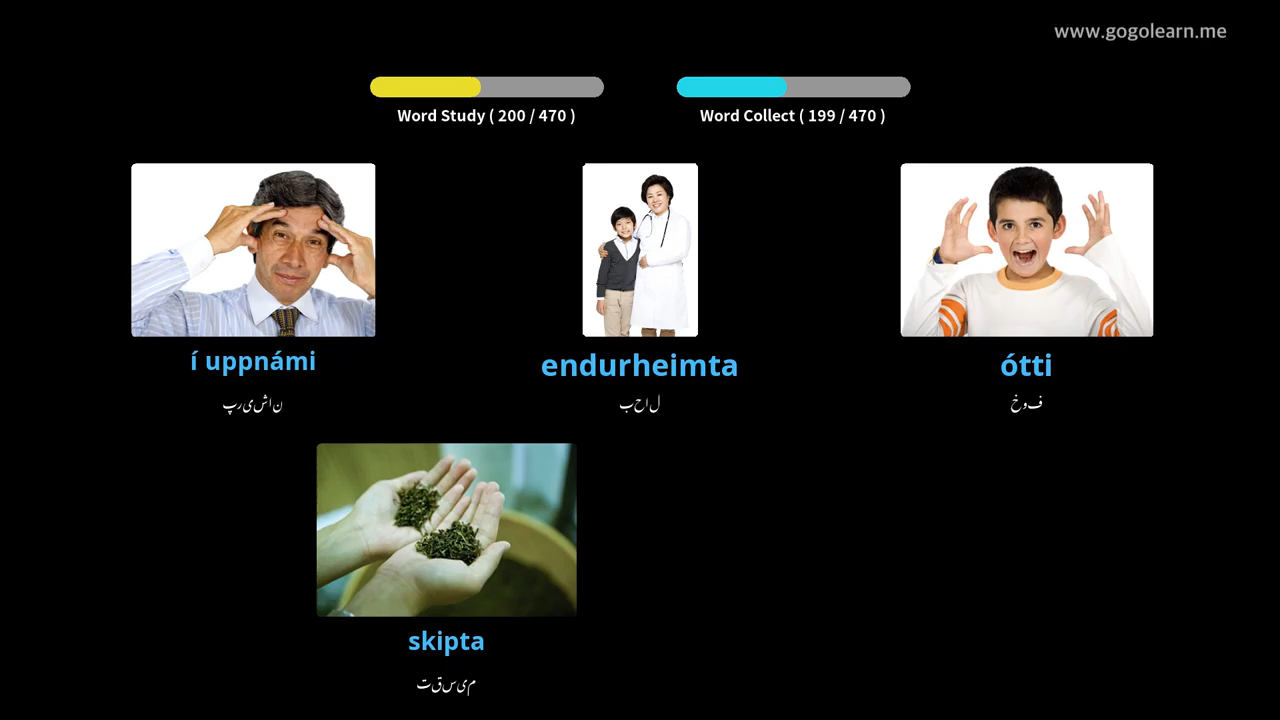 www.gogolearn.me
Word Study ( 200 / 470 )
Word Collect ( 199 / 470 )
í uppnámi
پریشان
endurheimta
بحال
ótti
خوف
skipta
تقسیم